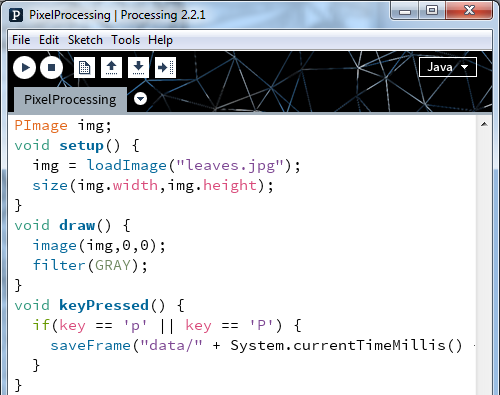 PixelProcessing | Processing 2.2.1
File Edit Sketch Tools Help
Java
PixelProcessing
PImage img;
void setup() {
  img = loadImage("leaves.jpg");
  size(img.width,img.height);
}
void draw() {
  image(img,0,0);
  filter(GRAY);
}
void keyPressed() {
  if(key == 'p' || key == 'P') {
    saveFrame("data/" + System.currentTimeMillis()
  }
}